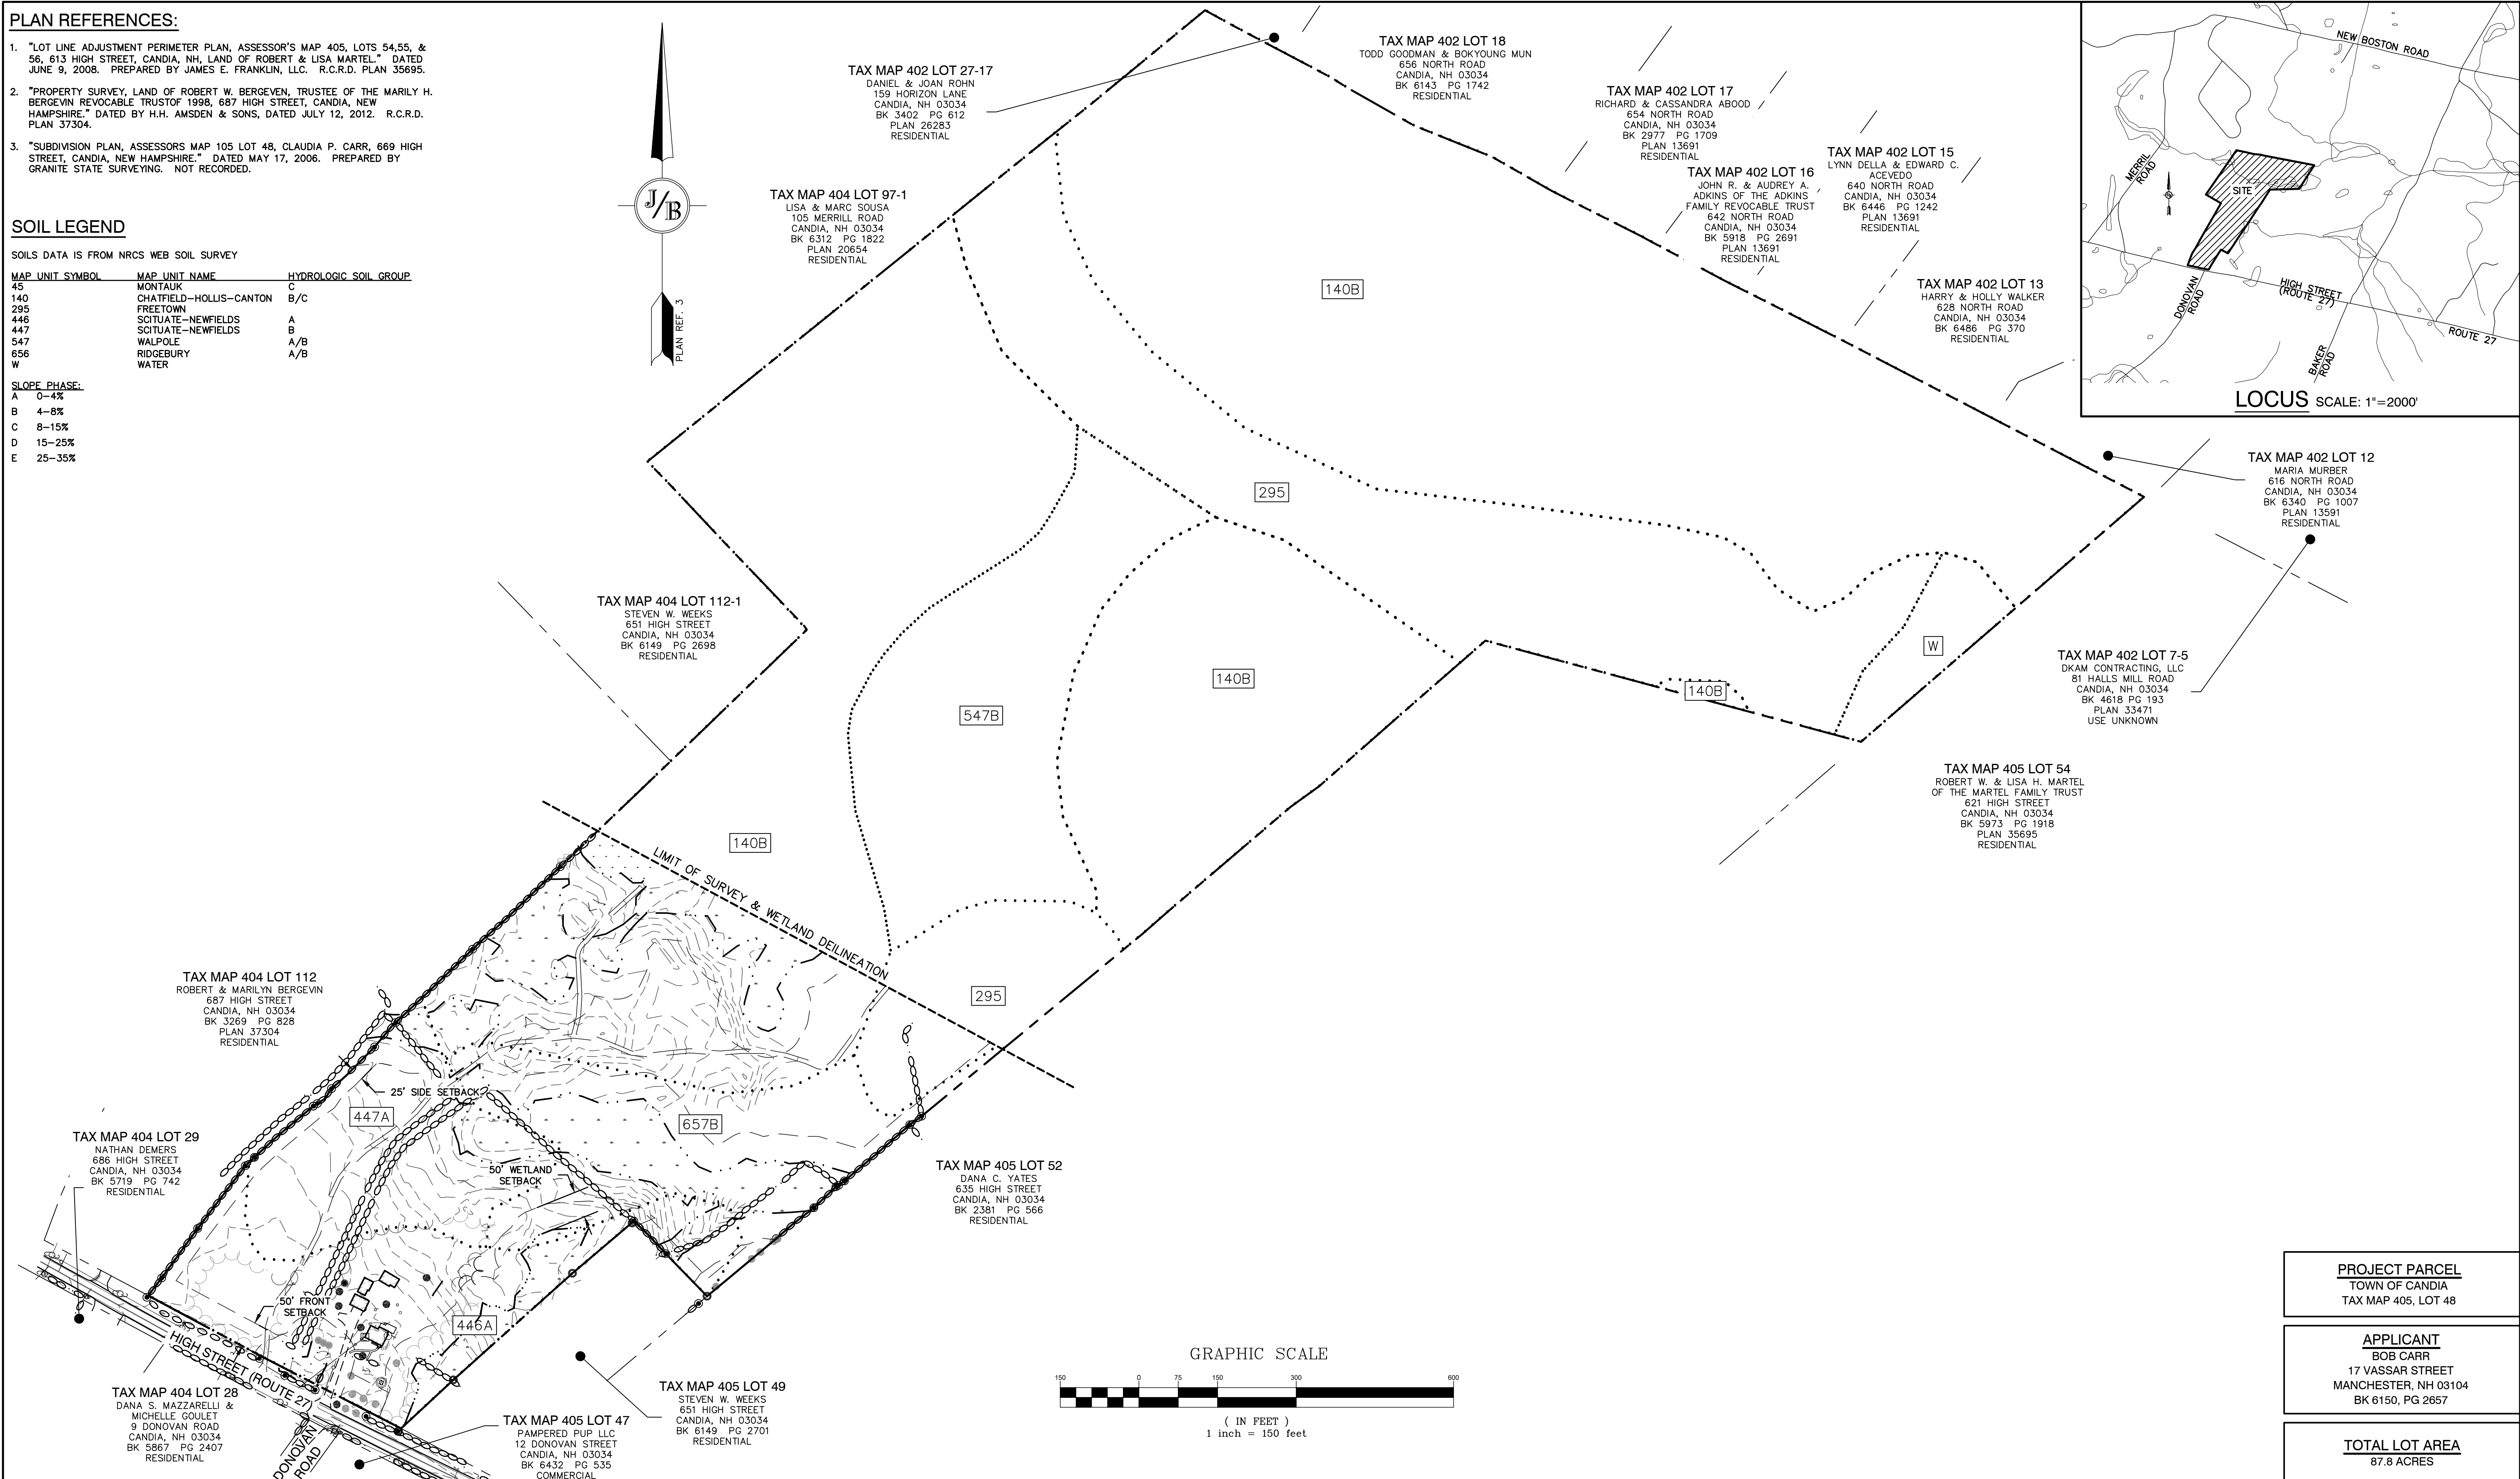 PLAN REFERENCES:
1. "LOT LINE ADJUSTMENT PERIMETER PLAN, ASSESSOR'S MAP 405, LOTS 54,55, &
56, 613 HIGH STREET, CANDIA, NH, LAND OF ROBERT & LISA MARTEL." DATED
JUNE 9, 2008. PREPARED BY JAMES E. FRANKLIN, LLC. R.C.R.D. PLAN 35695.
2. "PROPERTY SURVEY, LAND OF ROBERT W. BERGEVEN, TRUSTEE OF THE MARILY H.
BERGEVIN REVOCABLE TRUSTOF 1998, 687 HIGH STREET, CANDIA, NEW
HAMPSHIRE." DATED BY H.H. AMSDEN & SONS, DATED JULY 12, 2012. R.C.R.D.
PLAN 37304.
3. "SUBDIVISION PLAN, ASSESSORS MAP 105 LOT 48, CLAUDIA P. CARR, 669 HIGH
STREET, CANDIA, NEW HAMPSHIRE." DATED MAY 17, 2006. PREPARED BY
GRANITE STATE SURVEYING. NOT RECORDED.
SOIL LEGEND
SOILS DATA IS FROM NRCS WEB SOIL SURVEY
MAP UNIT SYMBOL MAP UNIT NAME HYDROLOGIC SOIL GROUP
45 MONTAUK C
140 CHATFIELD-HOLLIS-CANTON B/C
295 FREETOWN
446 SCITUATE-NEWFIELDS A
447 SCITUATE-NEWFIELDS B
547 WALPOLE A/B
656 RIDGEBURY A/B
W WATER
SLOPE PHASE:
A 0-4%
B 4-8%
C 8-15%
D 15-25%
E 25-35%
J/B
PLAN REF. 3
TAX MAP 402 LOT 27-17
DANIEL & JOAN ROHN
159 HORIZON LANE
CANDIA, NH 03034
BK 3402 PG 612
PLAN 26283
RESIDENTIAL
TAX MAP 404 LOT 97-1
LISA & MARC SOUSA
105 MERRILL ROAD
CANDIA, NH 03034
BK 6312 PG 1822
PLAN 20654
RESIDENTIAL
TAX MAP 402 LOT 18
TODD GOODMAN & BOKYOUNG MUN
656 NORTH ROAD
CANDIA, NH 03034
BK 6143 PG 1742
RESIDENTIAL
TAX MAP 402 LOT 17
RICHARD & CASSANDRA ABOOD
654 NORTH ROAD
CANDIA, NH 03034
BK 2977 PG 1709
PLAN 13691
RESIDENTIAL
TAX MAP 402 LOT 16
JOHN R. & AUDREY A.
ADKINS OF THE ADKINS
FAMILY REVOCABLE TRUST
642 NORTH ROAD
CANDIA, NH 03034
BK 5918 PG 2691
PLAN 13691
RESIDENTIAL
TAX MAP 402 LOT 15
LYNN DELLA & EDWARD C.
ACEVEDO
640 NORTH ROAD
CANDIA, NH 03034
BK 6446 PG 1242
PLAN 13691
RESIDENTIAL
TAX MAP 402 LOT 13
HARRY & HOLLY WALKER
628 NORTH ROAD
CANDIA, NH 03034
BK 6486 PG 370
RESIDENTIAL
NEW BOSTON ROAD
MERRIL
ROAD
SITE
DONOVAN
ROAD
HIGH STREET
(ROUTE 27)
BAKER
ROAD
ROUTE 27
LOCUS SCALE: 1"=2000'
TAX MAP 402 LOT 12
MARIA MURBER
616 NORTH ROAD
CANDIA, NH 03034
BK 6340 PG 1007
PLAN 13591
RESIDENTIAL
TAX MAP 402 LOT 7-5
DKAM CONTRACTING, LLC
81 HALLS MILL ROAD
CANDIA, NH 03034
BK 4618 PG 193
PLAN 33471
USE UNKNOWN
TAX MAP 405 LOT 54
ROBERT W. & LISA H. MARTEL
OF THE MARTEL FAMILY TRUST
621 HIGH STREET
CANDIA, NH 03034
BK 5973 PG 1918
PLAN 35695
RESIDENTIAL
140B
295
W
140B
140B
547B
140B
295
TAX MAP 404 LOT 112-1
STEVEN W. WEEKS
651 HIGH STREET
CANDIA, NH 03034
BK 6149 PG 2698
RESIDENTIAL
LIMIT OF SURVEY & WETLAND DEILINEATION
TAX MAP 404 LOT 112
ROBERT & MARILYN BERGEVIN
687 HIGH STREET
CANDIA, NH 03034
BK 3269 PG 828
PLAN 37304
RESIDENTIAL
25' SIDE SETBACK
447A
657B
TAX MAP 404 LOT 29
NATHAN DEMERS
686 HIGH STREET
CANDIA, NH 03034
BK 5719 PG 742
RESIDENTIAL
50' WETLAND
SETBACK
TAX MAP 405 LOT 52
DANA C. YATES
635 HIGH STREET
CANDIA, NH 03034
BK 2381 PG 566
RESIDENTIAL
50' FRONT
SETBACK
446A
HIGH STREET (ROUTE 27)
DONOVAN
ROAD
TAX MAP 404 LOT 28
DANA S. MAZZARELLI &
MICHELLE GOULET
9 DONOVAN ROAD
CANDIA, NH 03034
BK 5867 PG 2407
RESIDENTIAL
TAX MAP 405 LOT 47
PAMPERED PUP LLC
12 DONOVAN STREET
CANDIA, NH 03034
BK 6432 PG 535
COMMERCIAL
TAX MAP 405 LOT 49
STEVEN W. WEEKS
651 HIGH STREET
CANDIA, NH 03034
BK 6149 PG 2701
RESIDENTIAL
GRAPHIC SCALE
150 0 75 150 300 600
( IN FEET )
1 inch = 150 feet
PROJECT PARCEL
TOWN OF CANDIA
TAX MAP 405, LOT 48
APPLICANT
BOB CARR
17 VASSAR STREET
MANCHESTER, NH 03104
BK 6150, PG 2657
TOTAL LOT AREA
87.8 ACRES